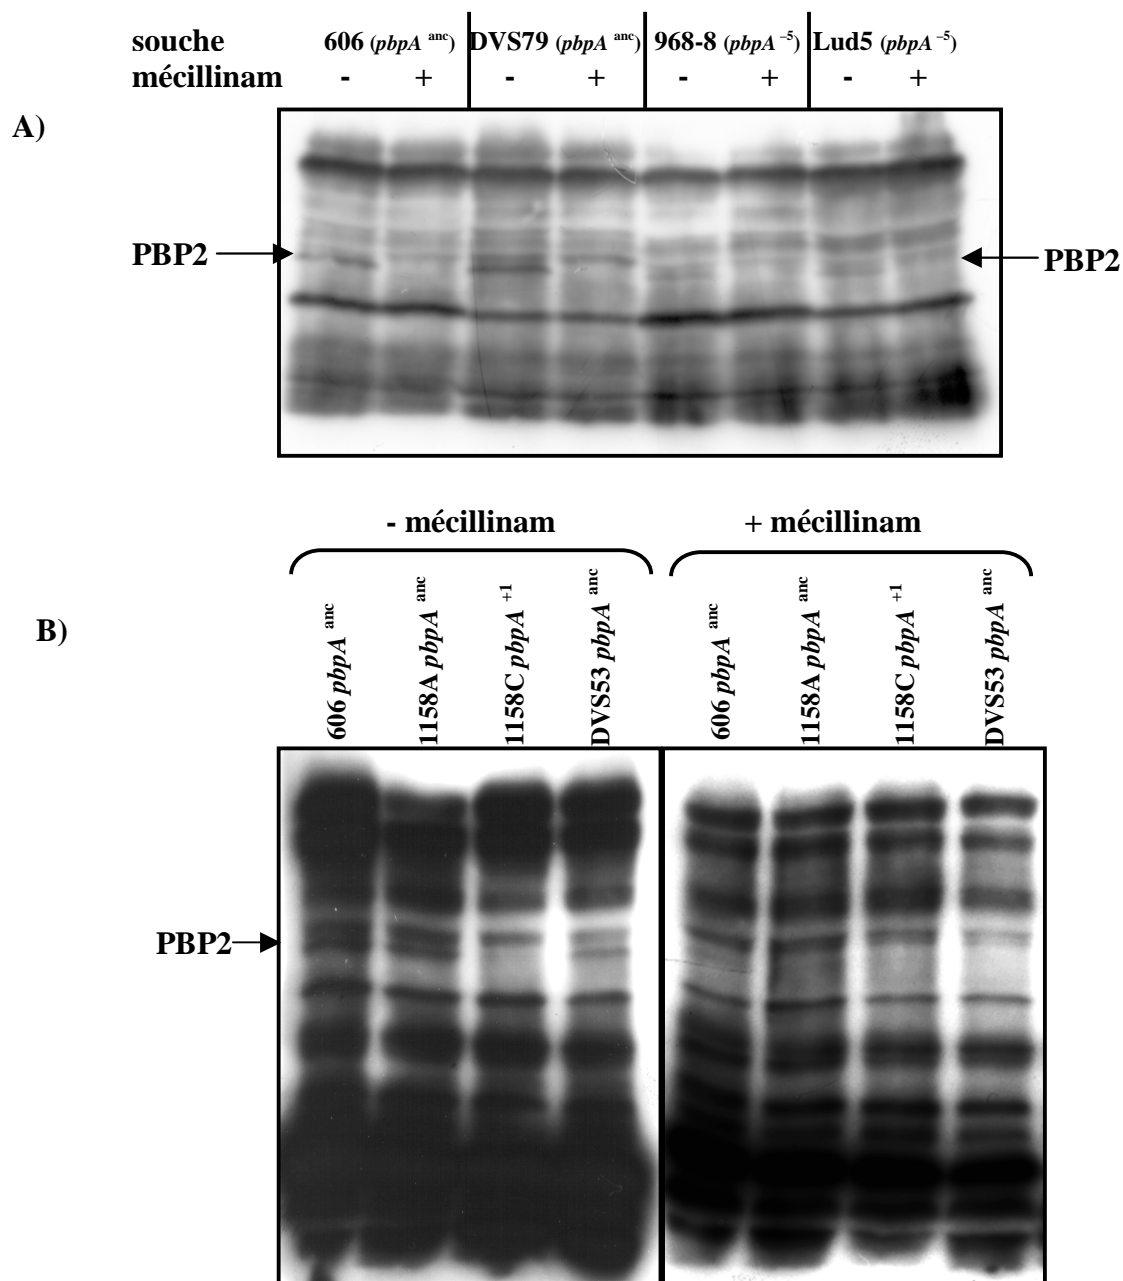 souche 606 (pbpA anc) DVS79 (pbpA anc) 968-8 (pbpA –5) Lud5 (pbpA –5)
mécillinam - + - + - + - +
A)
PBP2 PBP2
- mécillinam + mécillinam
B)
606 pbpA anc
1158A pbpA anc
1158C pbpA +1
DVS53 pbpA anc
606 pbpA anc
1158A pbpA anc
1158C pbpA +1
DVS53 pbpA anc
PBP2